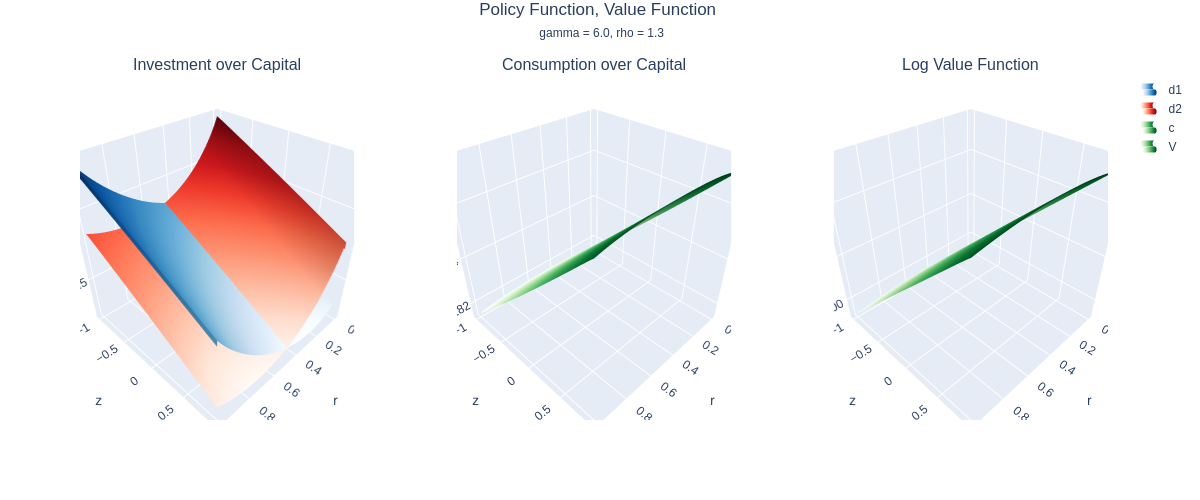 Policy Function, Value Function
gamma = 6.0, rho = 1.3
Investment over Capital
Consumption over Capital
Log Value Function
d1
d2
c
V
−1
−0.5
0
0.5
z
0.2
0.4
0.6
0.8
r
−1
−0.5
0
0.5
z
0
0.2
0.4
0.6
0.8
r
−1
−0.5
0
0.5
z
0.2
0.4
0.6
0.8
r